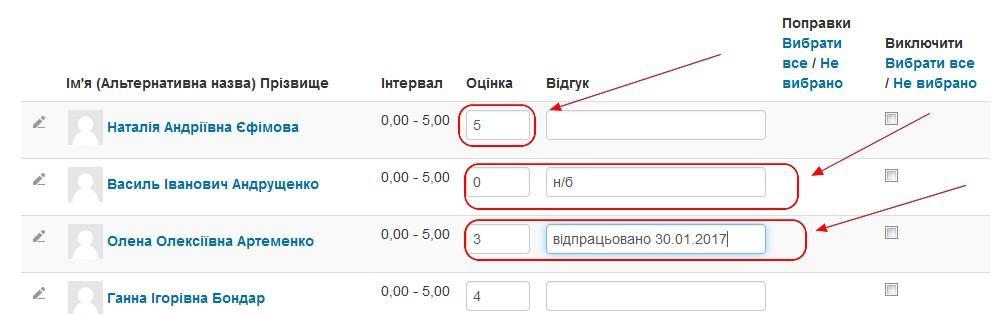 Поправки
Вибрати все / Не вибрано
Виключити
Вибрати все / Не вибрано
Ім'я (Альтернативна назва) Прізвище Інтервал Оцінка Відгук
Наталія Андріївна Єфімова 0,00 - 5,00 5
Василь Іванович Андрущенко 0,00 - 5,00 0 н/б
Олена Олексіївна Артеменко 0,00 - 5,00 3 відпрацьовано 30.01.2017
Ганна Ігорівна Бондар 0,00 - 5,00 4